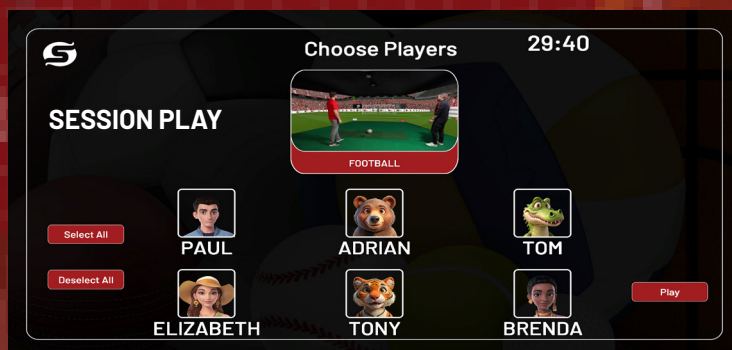 Choose Players
29:40
SESSION PLAY
FOOTBALL
Select All
PAUL
ADRIAN
TOM
Deselect All
Play
ELIZABETH
TONY
BRENDA